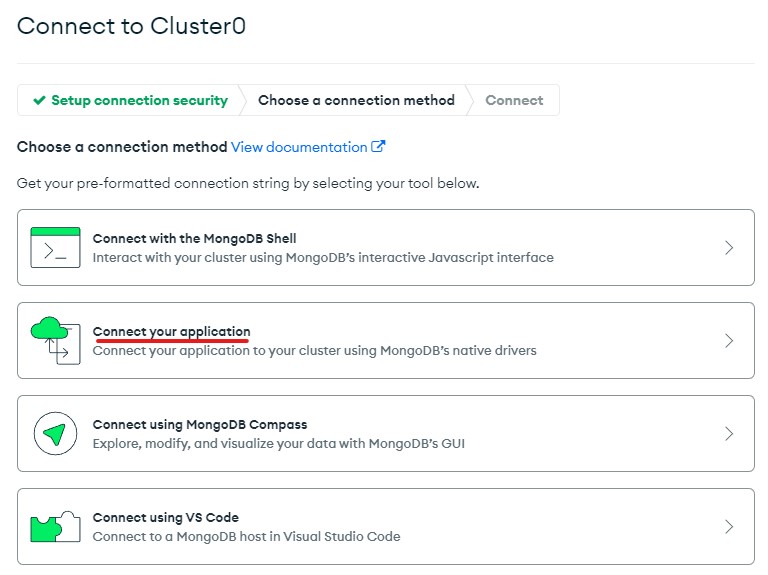 Connect to Cluster0
Setup connection security
Choose a connection method
Connect
Choose a connection method View documentation
Get your pre-formatted connection string by selecting your tool below.
Connect with the MongoDB Shell
Interact with your cluster using MongoDB's interactive Javascript interface
Connect your application
Connect your application to your cluster using MongoDB's native drivers
Connect using MongoDB Compass
Explore, modify, and visualize your data with MongoDB's GUI
Connect using VS Code
Connect to a MongoDB host in Visual Studio Code